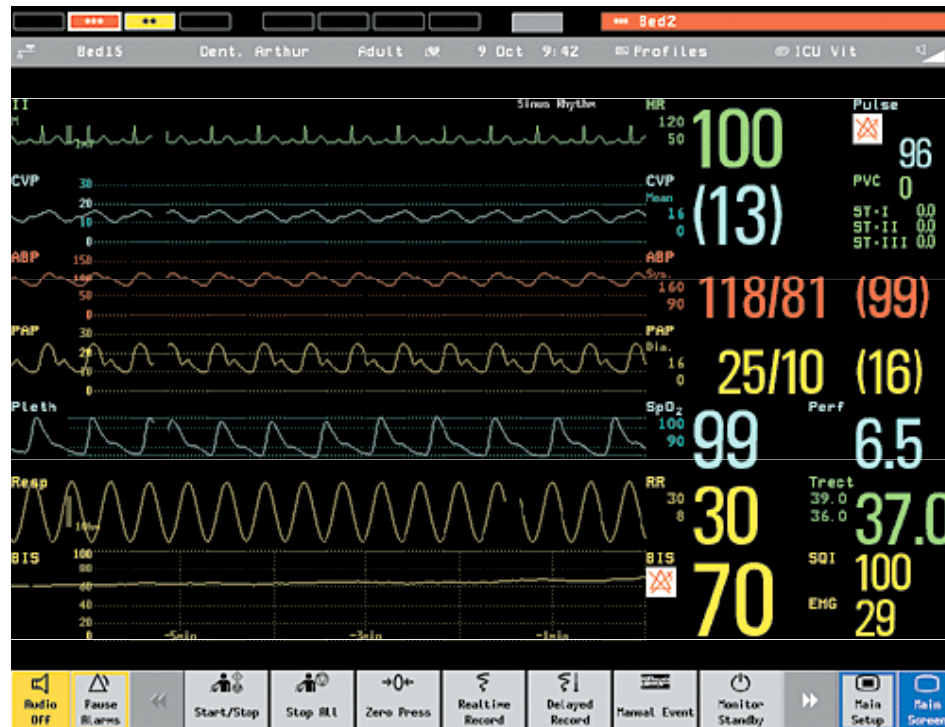 *** ** *** Bed2
Bed15 Dent, Arthur Adult 9 Oct 9:42 Profiles ICU Vit
II Sinus Rhythm HR Pulse
M 120
50 100 96
1mV
CVP 30 CVP PVC 0
20 Mean
10 16 (13) ST-I 0.0
0 0 ST-II 0.0
ST-III 0.0
ABP 150 ABP
100 Sys.
50 160 118/81 (99)
0 90
PAP 30 PAP
20 Dia.
10 16 25/10 (16)
0 0
Pleth SpO₂ Perf
100 99 6.5
90
Resp RR Trect
30 30 39.0 37.0
8 36.0
BIS 100 BIS SQI
80 100
60 70
40 EMG
20 29
0 -5min -3min -1min
Audio Off
Pause Alarms
Start/Stop
Stop All
→0← Zero Press
Realtime Record
Delayed Record
Manual Event
Monitor Standby
Main Setup
Main Screen